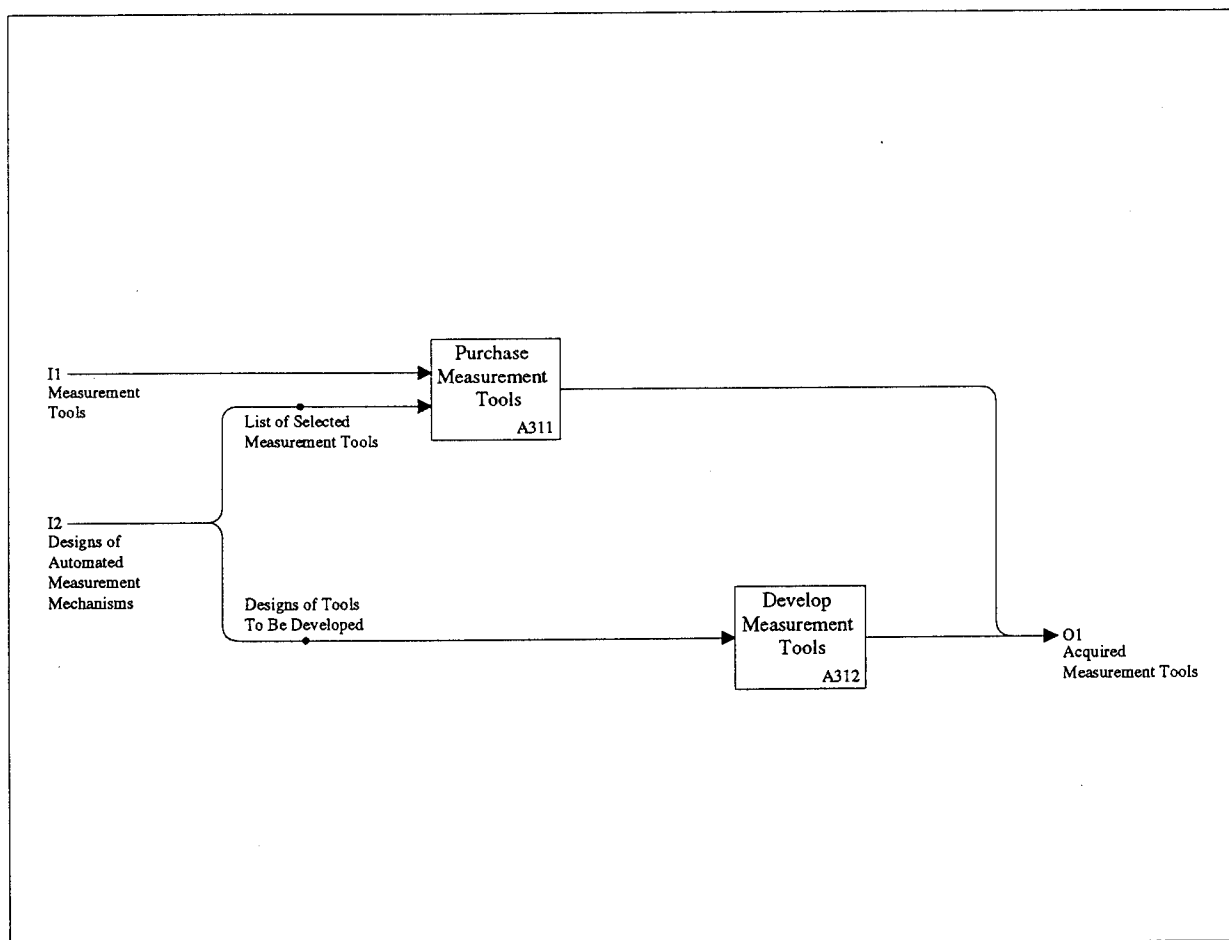 Purchase
Measurement
Tools
A311
I1
Measurement
Tools
List of Selected
Measurement Tools
I2
Designs of
Automated
Measurement
Mechanisms
Designs of Tools
To Be Developed
Develop
Measurement
Tools
A312
O1
Acquired
Measurement Tools